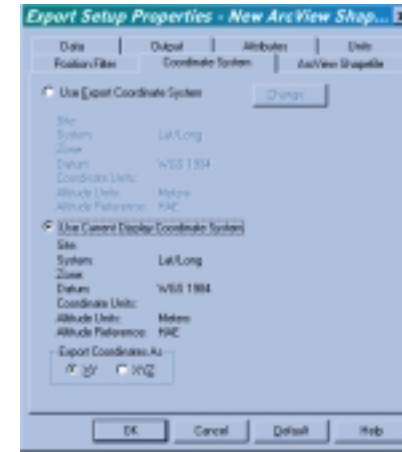 Export Setup Properties - New ArcView Shap...
Data Output Attributes Units
Position Filter Coordinate System ArcView Shapefile
Use Export Coordinate System Change
Site:
System Lat/Long
Zone
Datum WGS 1984
Coordinate Units:
Altitude Units: Meters
Altitude Reference: HAE
Use Current Display Coordinate System
Site:
System: Lat/Long
Zone:
Datum: WGS 1984
Coordinate Units:
Altitude Units: Meters
Altitude Reference: HAE
Export Coordinates As
XY XYZ
OK Cancel Default Help